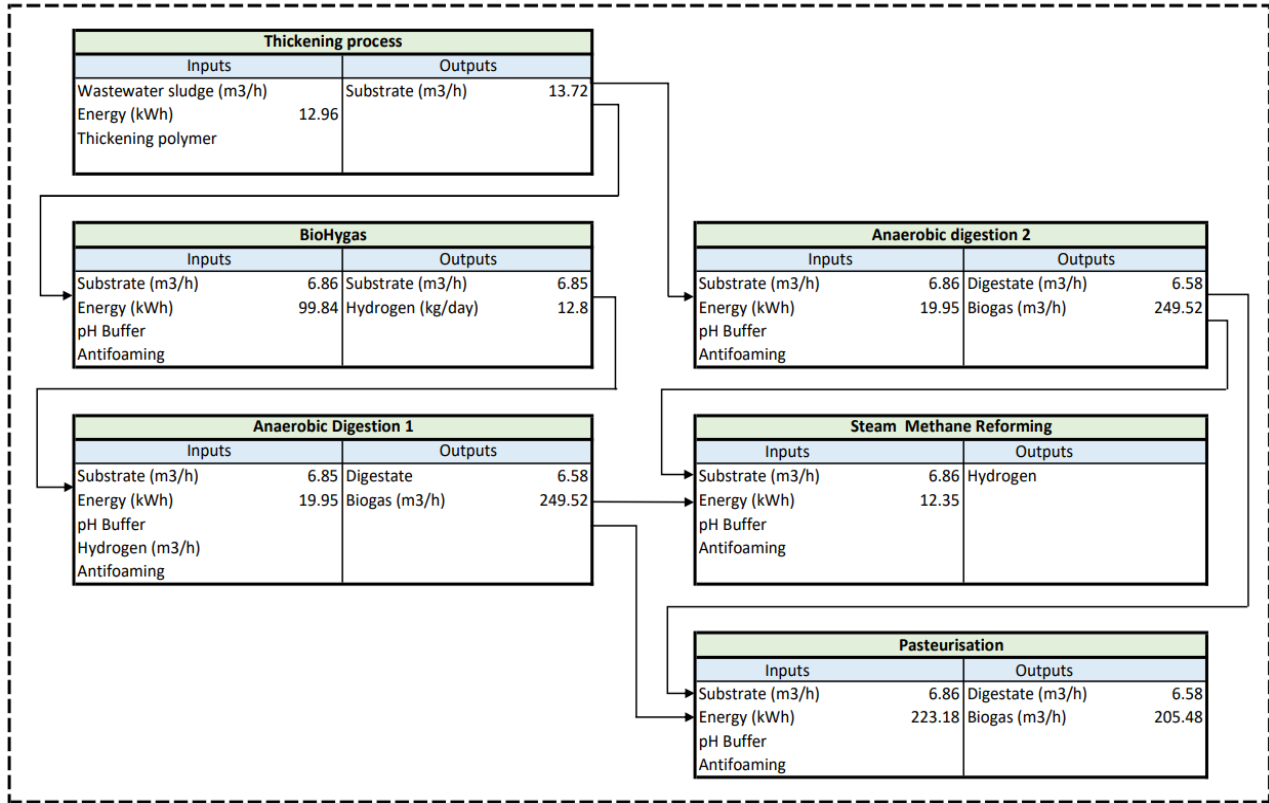 Thickening process
Inputs Outputs
Wastewater sludge (m3/h) Substrate (m3/h) 13.72
Energy (kWh) 12.96
Thickening polymer
BioHygas
Inputs Outputs
Substrate (m3/h) 6.86 Substrate (m3/h) 6.85
Energy (kWh) 99.84 Hydrogen (kg/day) 12.8
pH Buffer
Antifoaming
Anaerobic digestion 2
Inputs Outputs
Substrate (m3/h) 6.86 Digestate (m3/h) 6.58
Energy (kWh) 19.95 Biogas (m3/h) 249.52
pH Buffer
Antifoaming
Anaerobic Digestion 1
Inputs Outputs
Substrate (m3/h) 6.85 Digestate 6.58
Energy (kWh) 19.95 Biogas (m3/h) 249.52
pH Buffer
Hydrogen (m3/h)
Antifoaming
Steam Methane Reforming
Inputs Outputs
Substrate (m3/h) 6.86 Hydrogen
Energy (kWh) 12.35
pH Buffer
Antifoaming
Pasteurisation
Inputs Outputs
Substrate (m3/h) 6.86 Digestate (m3/h) 6.58
Energy (kWh) 223.18 Biogas (m3/h) 205.48
pH Buffer
Antifoaming